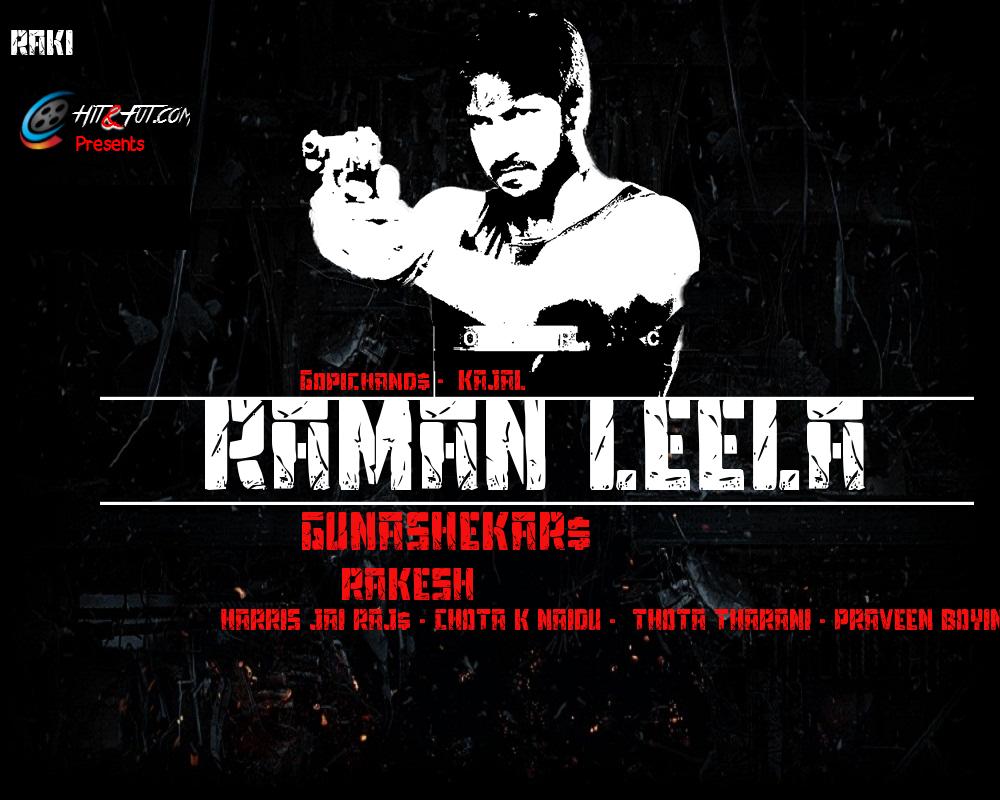 RAKI
HIT&FUT.COM
Presents
GOPICHAND$ - KAJAL
RAMAN LEELA
GUNASHEKAR$
RAKESH
HARRIS JAI RAJ$ - CHOTA K NAIDU - THOTA THARANI - PRAVEEN BOYIN